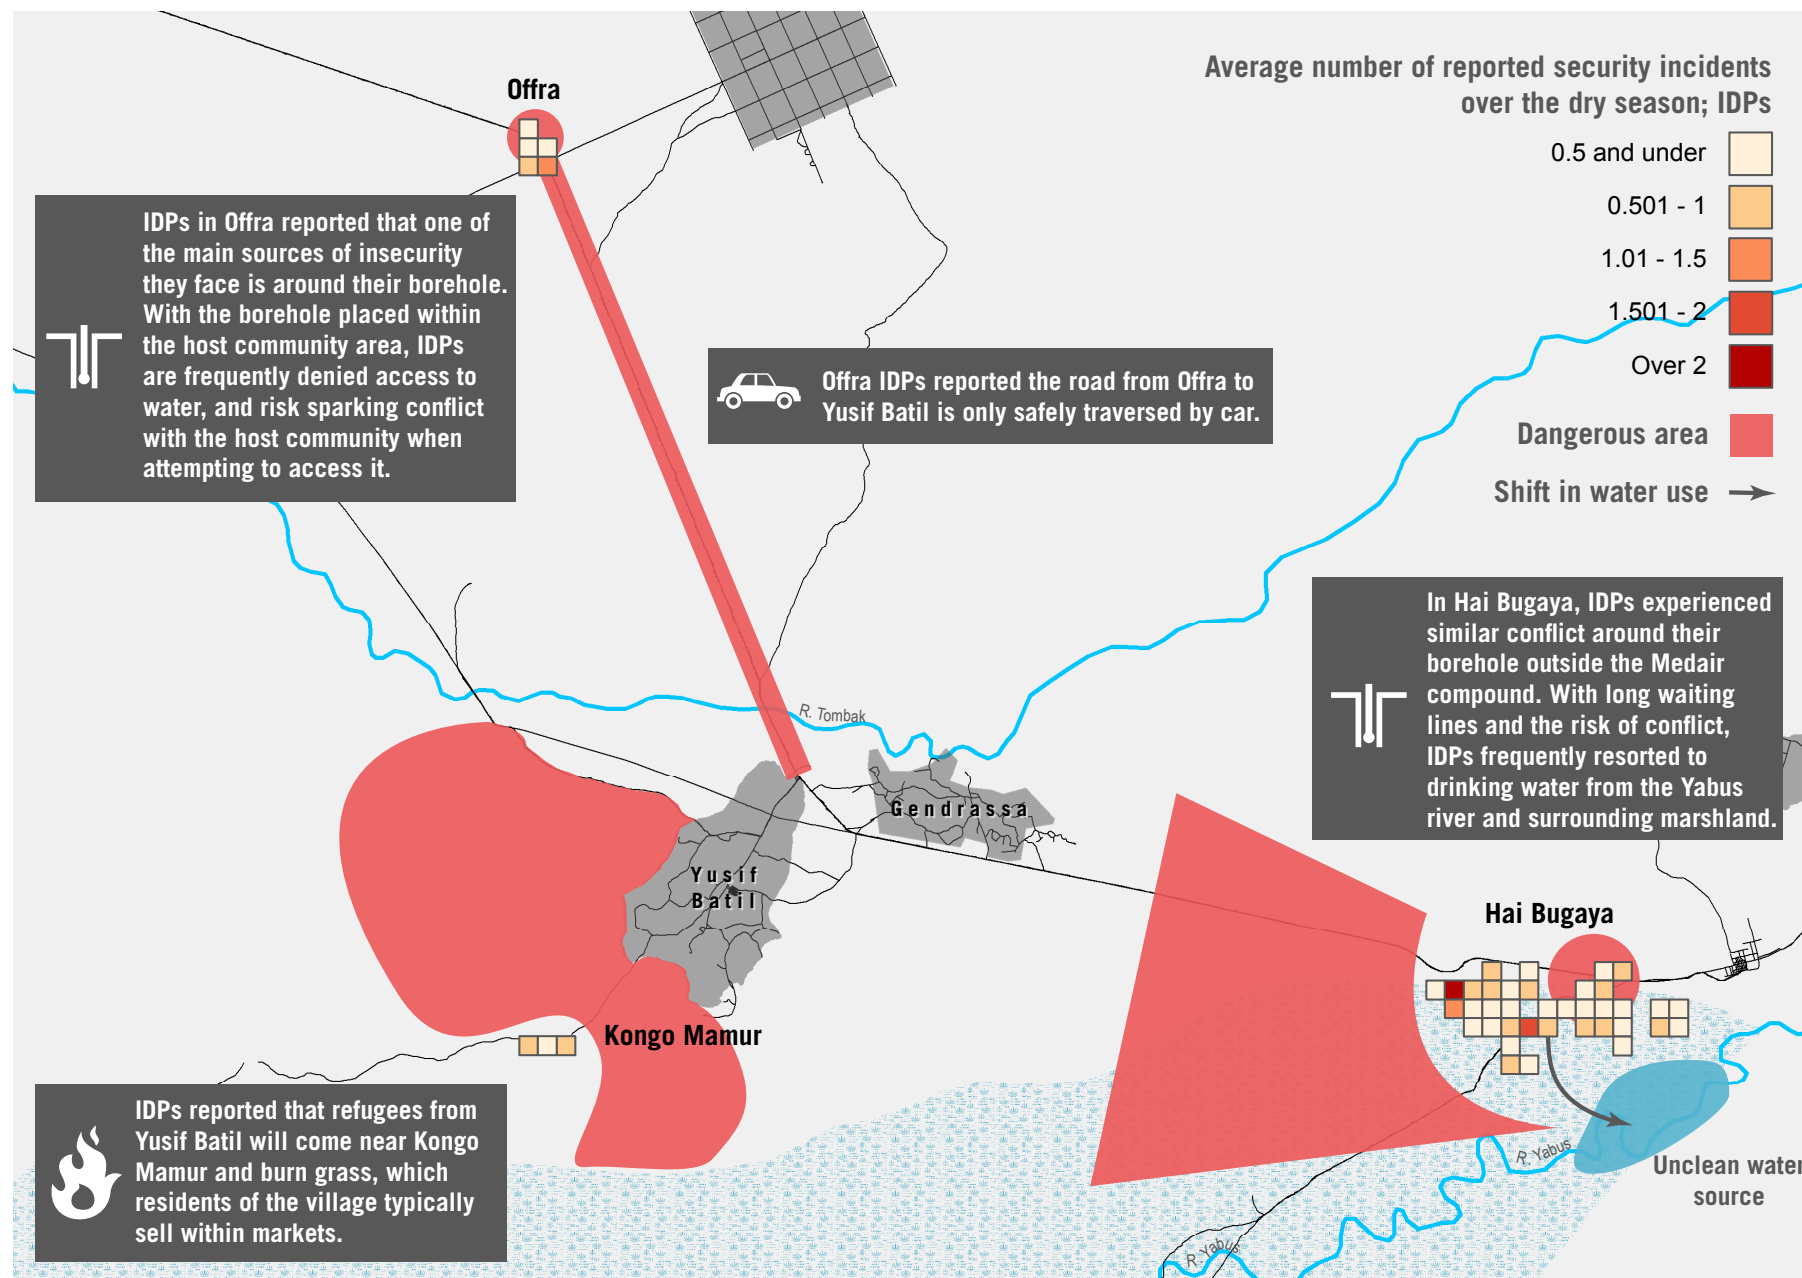 Offra
Average number of reported security incidents
over the dry season; IDPs
0.5 and under
0.501 - 1
1.01 - 1.5
1.501 - 2
Over 2
Dangerous area
Shift in water use
IDPs in Offra reported that one of
the main sources of insecurity
they face is around their borehole.
With the borehole placed within
the host community area, IDPs
are frequently denied access to
water, and risk sparking conflict
with the host community when
attempting to access it.
Offra IDPs reported the road from Offra to
Yusif Batil is only safely traversed by car.
In Hai Bugaya, IDPs experienced
similar conflict around their
borehole outside the Medair
compound. With long waiting
lines and the risk of conflict,
IDPs frequently resorted to
drinking water from the Yabus
river and surrounding marshland.
R. Tombak
Gendrassa
Yusif
Batil
Hai Bugaya
Kongo Mamur
IDPs reported that refugees from
Yusif Batil will come near Kongo
Mamur and burn grass, which
residents of the village typically
sell within markets.
R. Yabus
Unclean water
source
R. Yabus